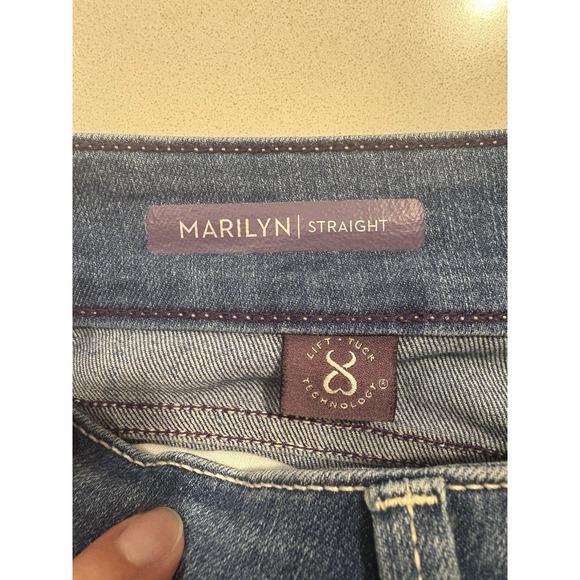 MARILYN | STRAIGHT
LIFT · TUCK
TECHNOLOGY®